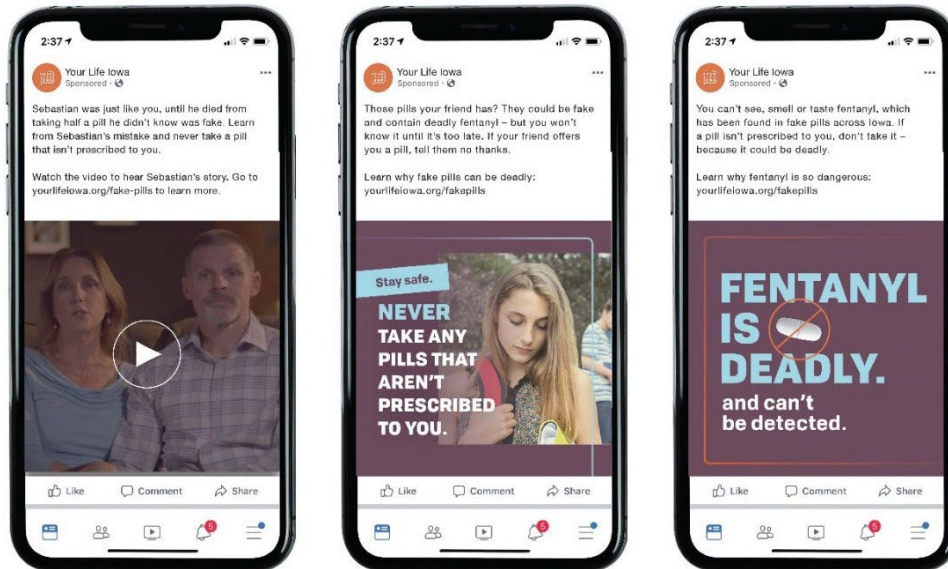 2:37
Your Life Iowa
Sponsored ·
Sebastian was just like you, until he died from
taking half a pill he didn't know was fake. Learn
from Sebastian's mistake and never take a pill
that isn't prescribed to you.
Watch the video to hear Sebastian's story. Go to
yourlifeiowa.org/fake-pills to learn more.
Like
Comment
Share
5
2:37
Your Life Iowa
Sponsored ·
Those pills your friend has? They could be fake
and contain deadly fentanyl – but you won't
know it until it's too late. If your friend offers
you a pill, tell them no thanks.
Learn why fake pills can be deadly:
yourlifeiowa.org/fakepills
Stay safe.
NEVER
TAKE ANY
PILLS THAT
AREN'T
PRESCRIBED
TO YOU.
Like
Comment
Share
5
2:37
Your Life Iowa
Sponsored ·
You can't see, smell or taste fentanyl, which
has been found in fake pills across Iowa. If
a pill isn't prescribed to you, don't take it –
because it could be deadly.
Learn why fentanyl is so dangerous:
yourlifeiowa.org/fakepills
FENTANYL
IS
DEADLY.
and can't
be detected.
Like
Comment
Share
5